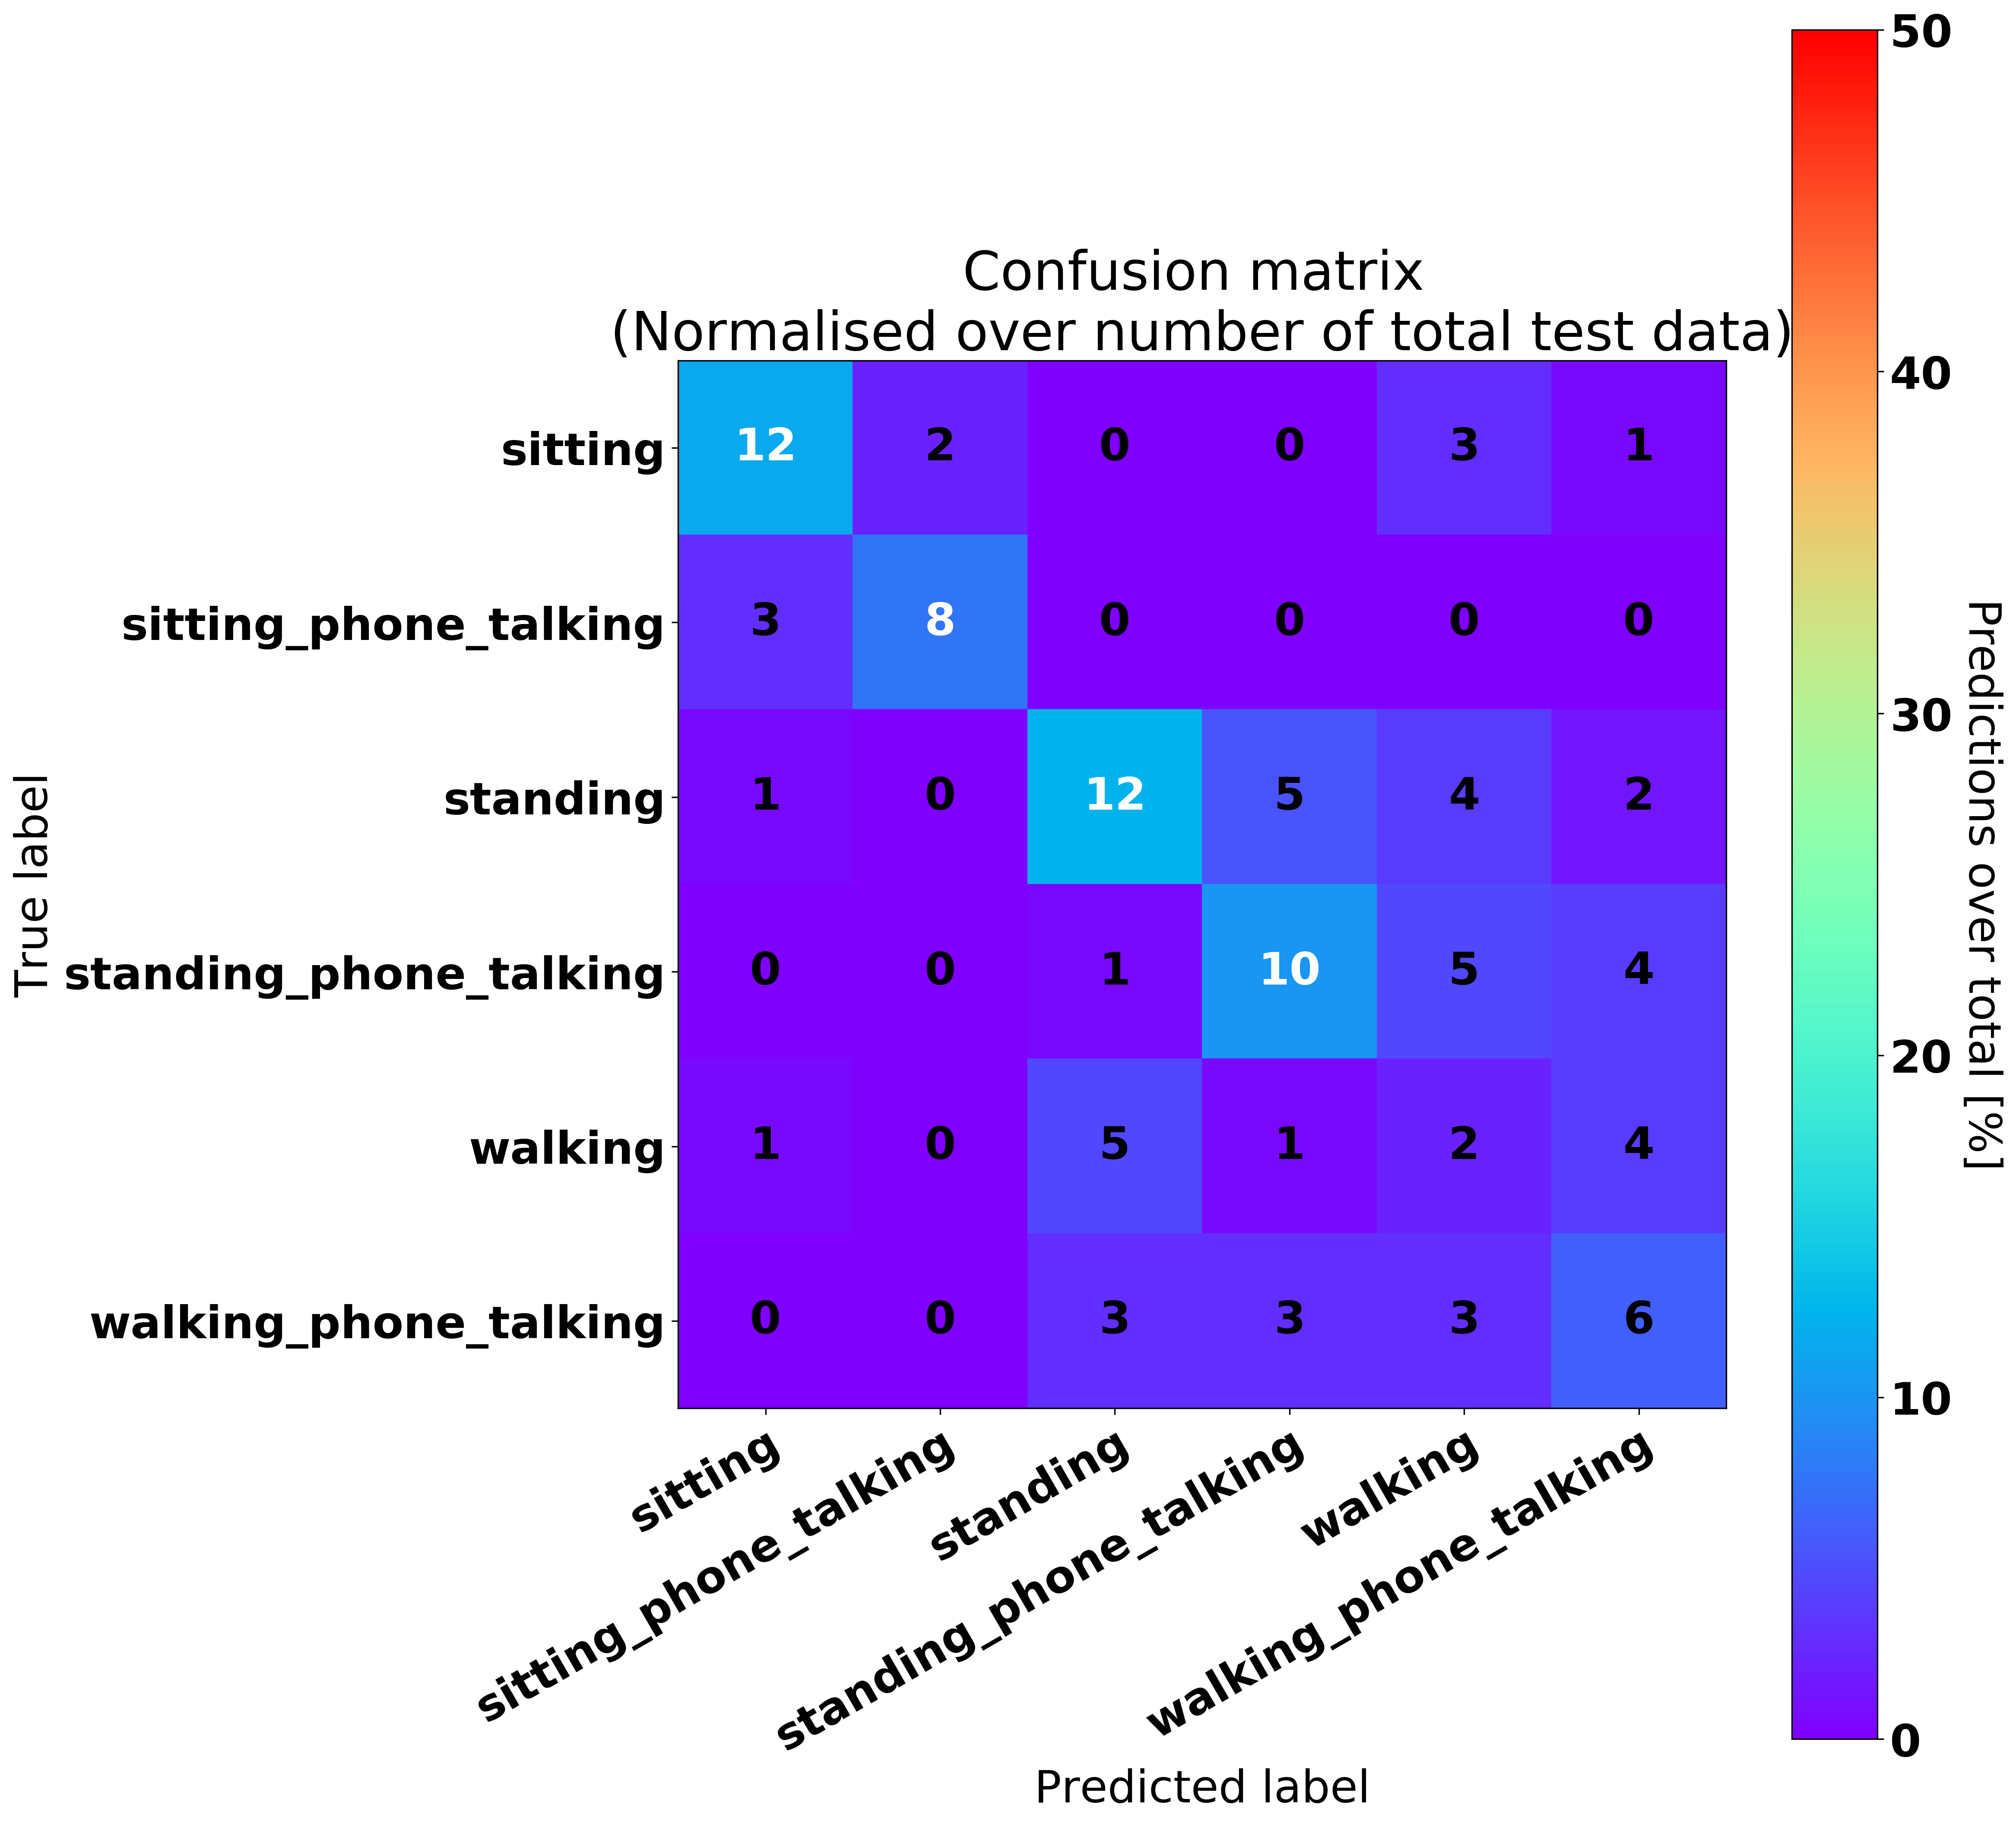 Confusion matrix
(Normalised over number of total test data)
True label
sitting 12 2 0 0 3 1
sitting_phone_talking 3 8 0 0 0 0
standing 1 0 12 5 4 2
standing_phone_talking 0 0 1 10 5 4
walking 1 0 5 1 2 4
walking_phone_talking 0 0 3 3 3 6
sitting
sitting_phone_talking
standing
standing_phone_talking
walking
walking_phone_talking
Predicted label
50
40
30
20
10
0
Predictions over total [%]